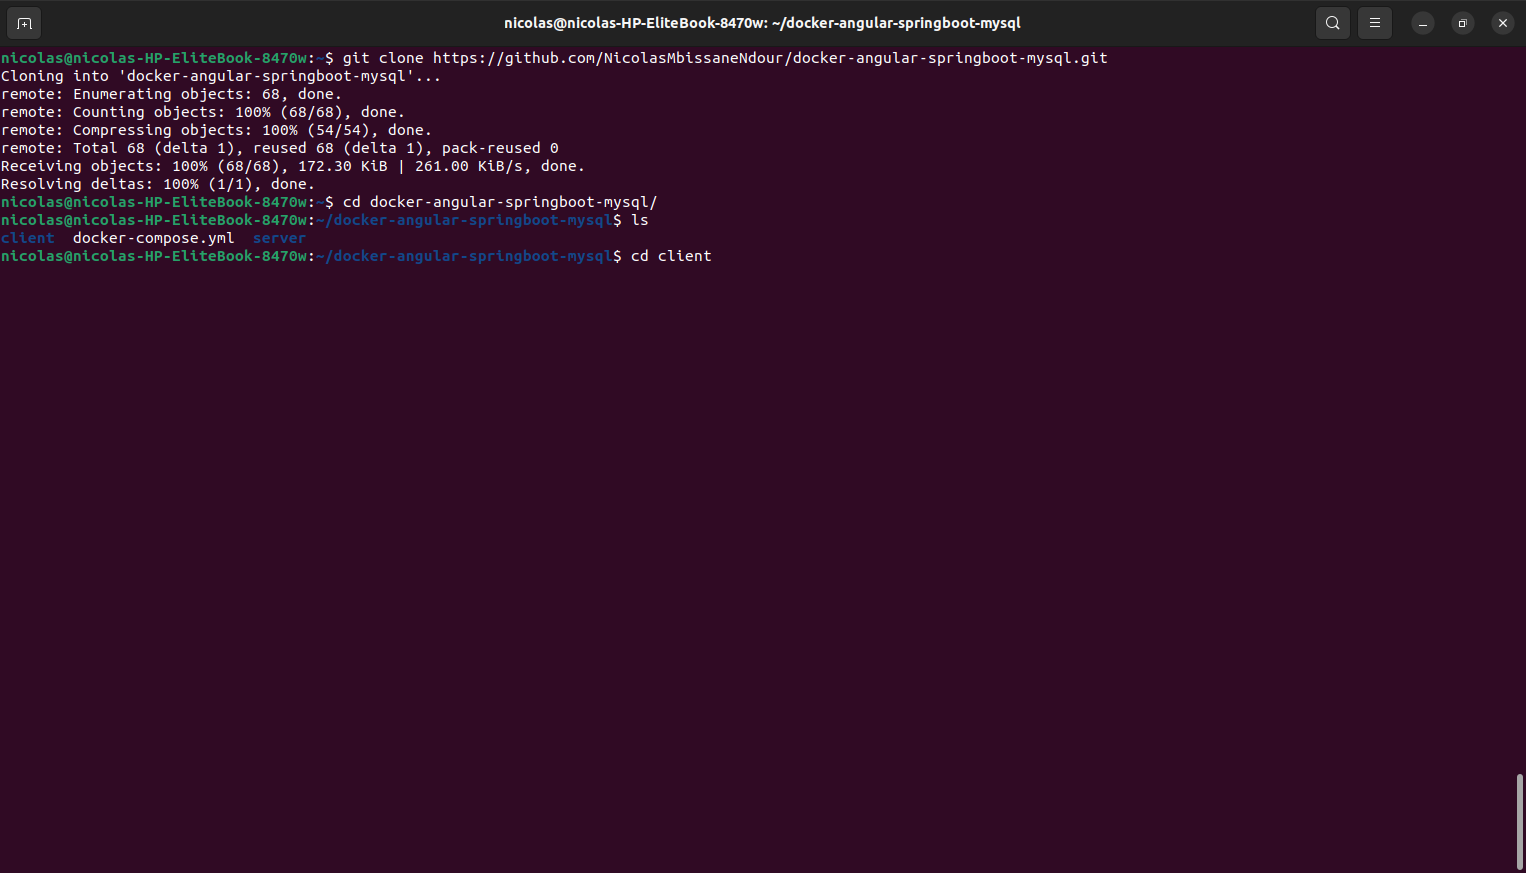 nicolas@nicolas-HP-EliteBook-8470w: ~/docker-angular-springboot-mysql
nicolas@nicolas-HP-EliteBook-8470w:~$ git clone https://github.com/NicolasMbissaneNdour/docker-angular-springboot-mysql.git
Cloning into 'docker-angular-springboot-mysql'...
remote: Enumerating objects: 68, done.
remote: Counting objects: 100% (68/68), done.
remote: Compressing objects: 100% (54/54), done.
remote: Total 68 (delta 1), reused 68 (delta 1), pack-reused 0
Receiving objects: 100% (68/68), 172.30 KiB | 261.00 KiB/s, done.
Resolving deltas: 100% (1/1), done.
nicolas@nicolas-HP-EliteBook-8470w:~$ cd docker-angular-springboot-mysql/
nicolas@nicolas-HP-EliteBook-8470w:~/docker-angular-springboot-mysql$ ls
client  docker-compose.yml  server
nicolas@nicolas-HP-EliteBook-8470w:~/docker-angular-springboot-mysql$ cd client